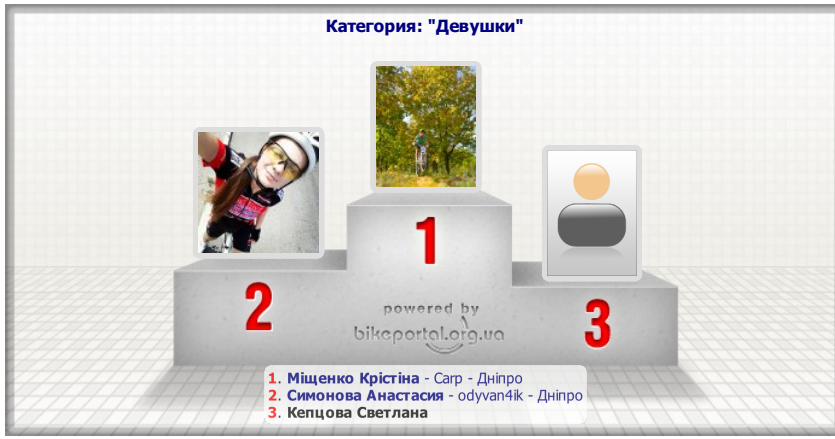 Категория: "Девушки"
1
2
3
powered by
bikeportal.org.ua
1. Міщенко Крістіна - Carp - Дніпро
2. Симонова Анастасия - odyvan4ik - Дніпро
3. Кепцова Светлана